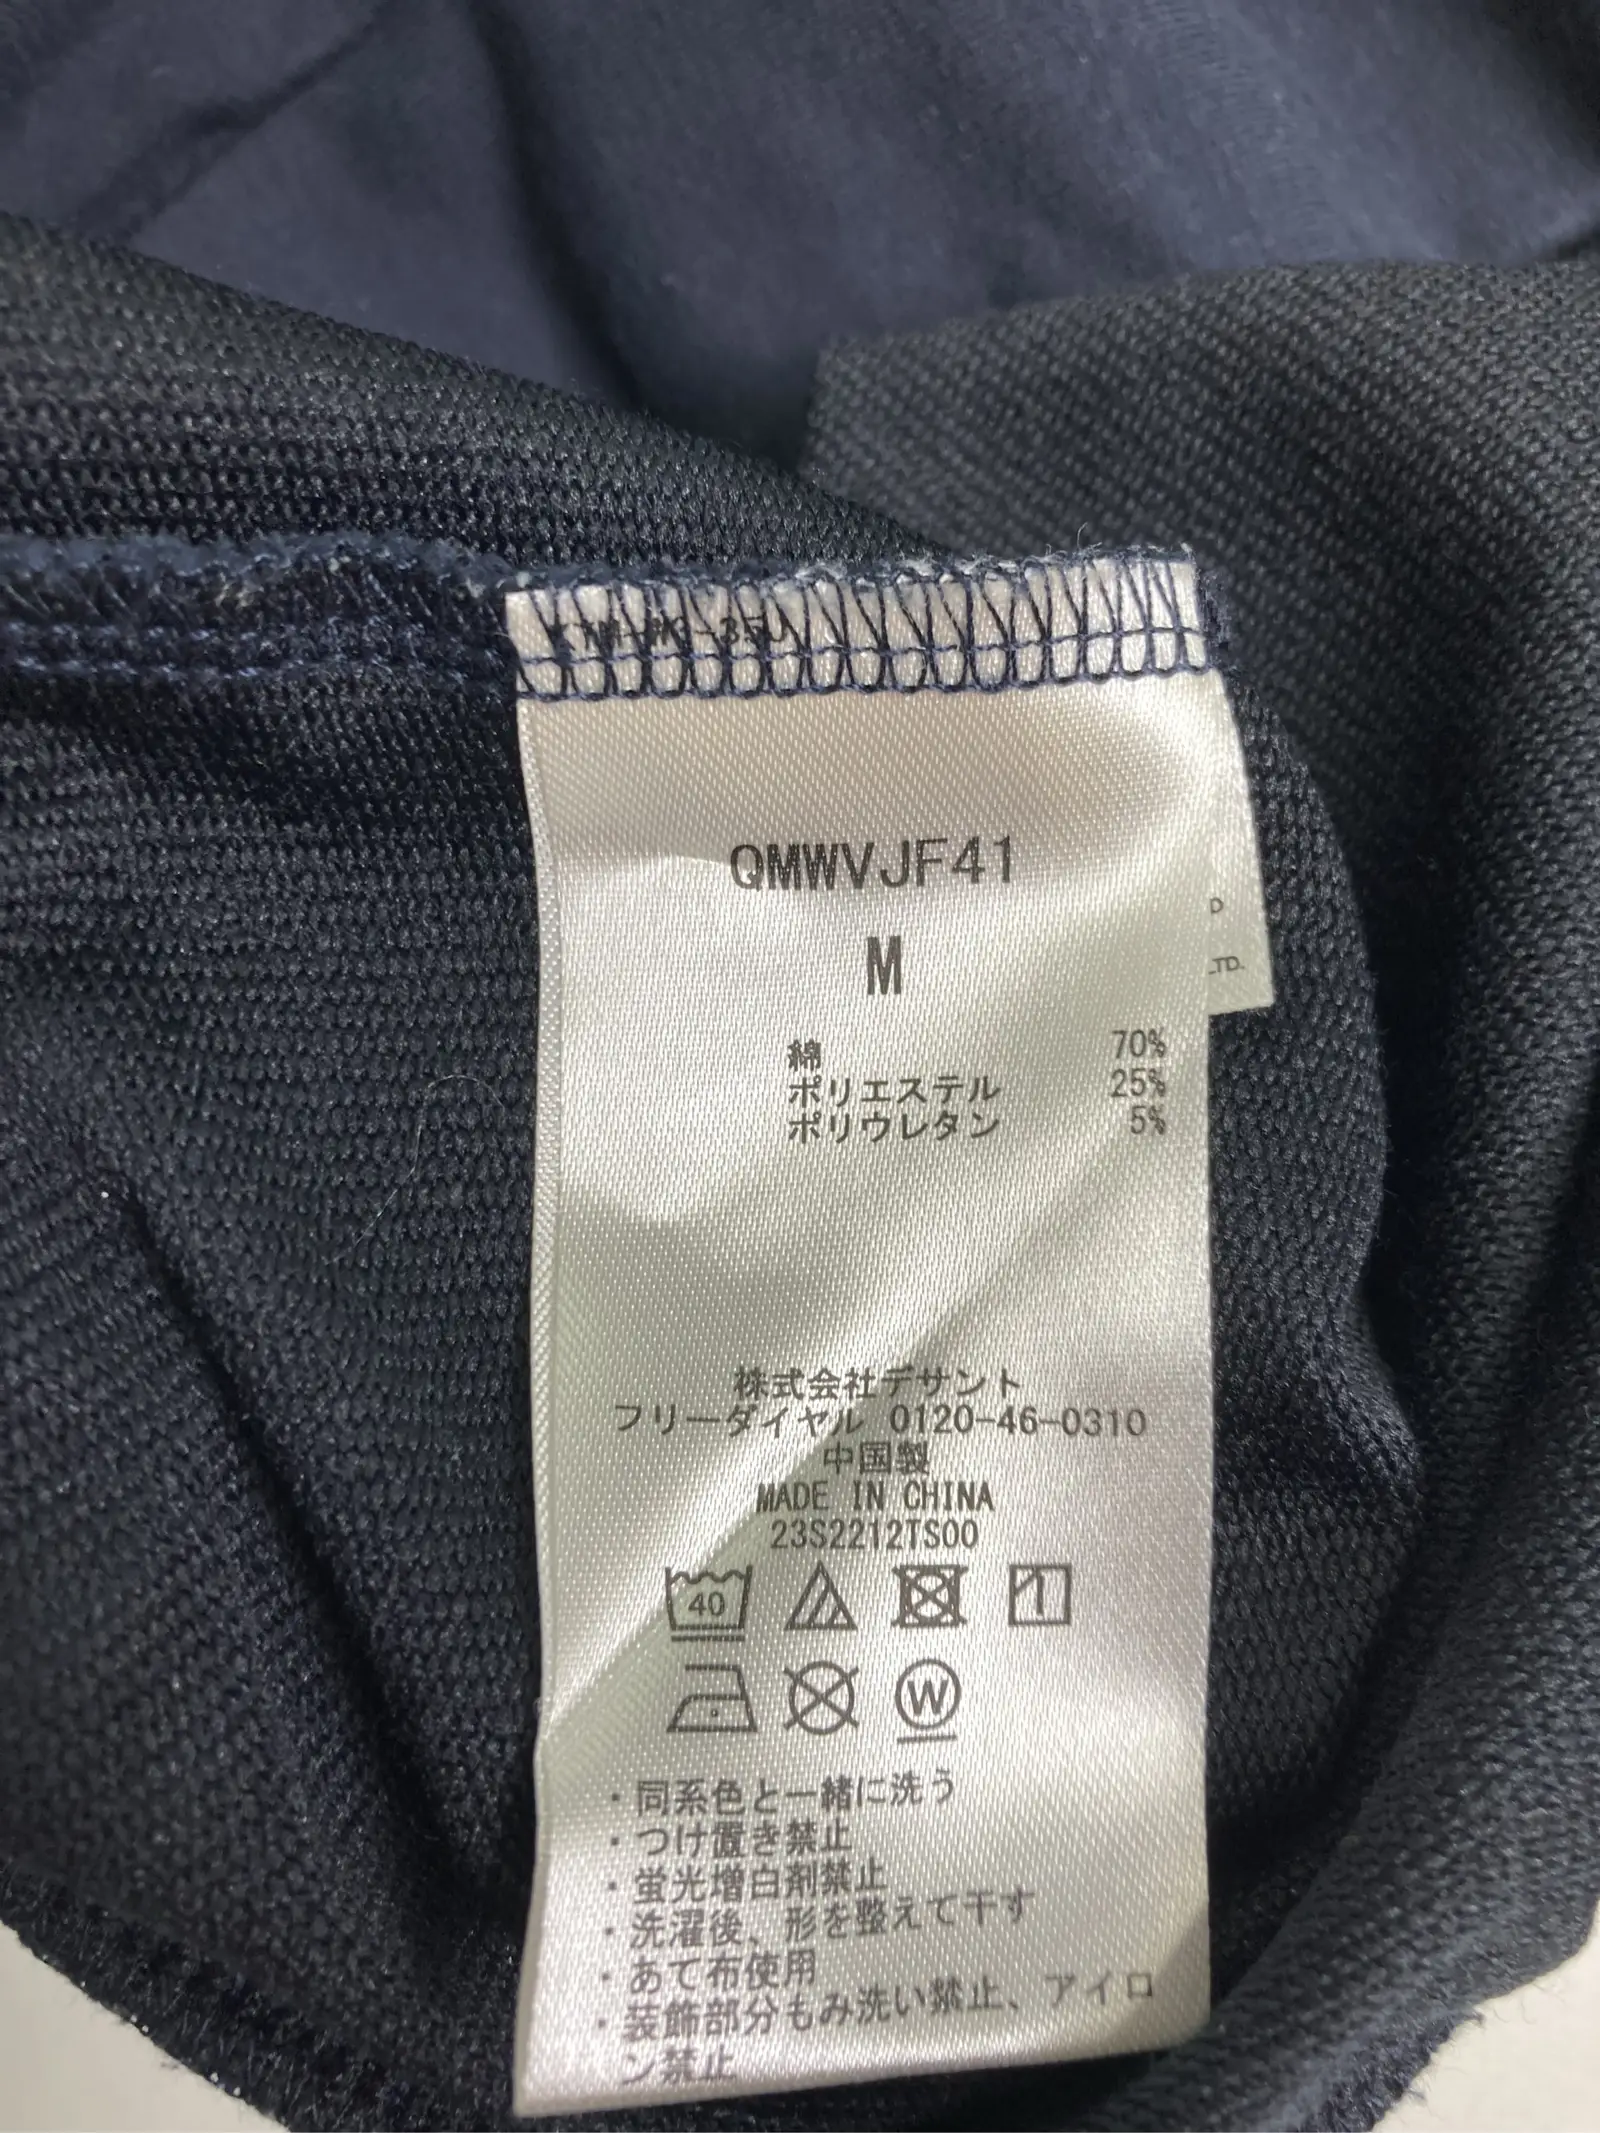 QMWVJF41
D
M
LTD.
綿 70%
ポリエステル 25%
ポリウレタン 5%
株式会社デサント
フリーダイヤル 0120-46-0310
中国製
MADE IN CHINA
23S2212TS00
40
W
・同系色と一緒に洗う
・つけ置き禁止
・蛍光増白剤禁止
・洗濯後、形を整えて干す
・あて布使用
・装飾部分もみ洗い禁止、アイロ
ン禁止